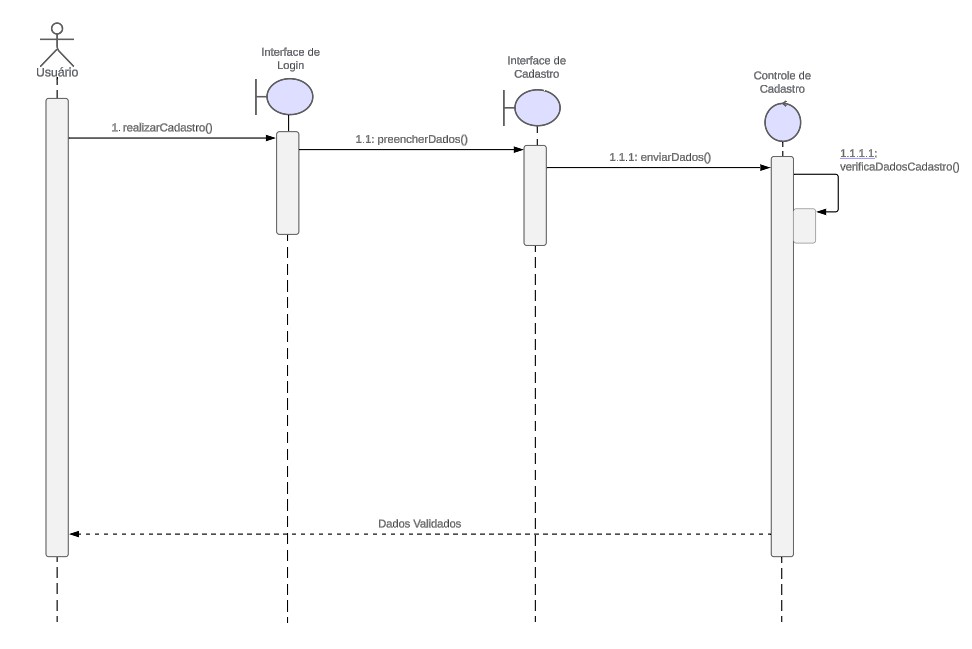 Usuário
Interface de
Login
Interface de
Cadastro
Controle de
Cadastro
1. realizarCadastro()
1.1: preencherDados()
1.1.1: enviarDados()
1.1.1.1:
verificaDadosCadastro()
Dados Validados